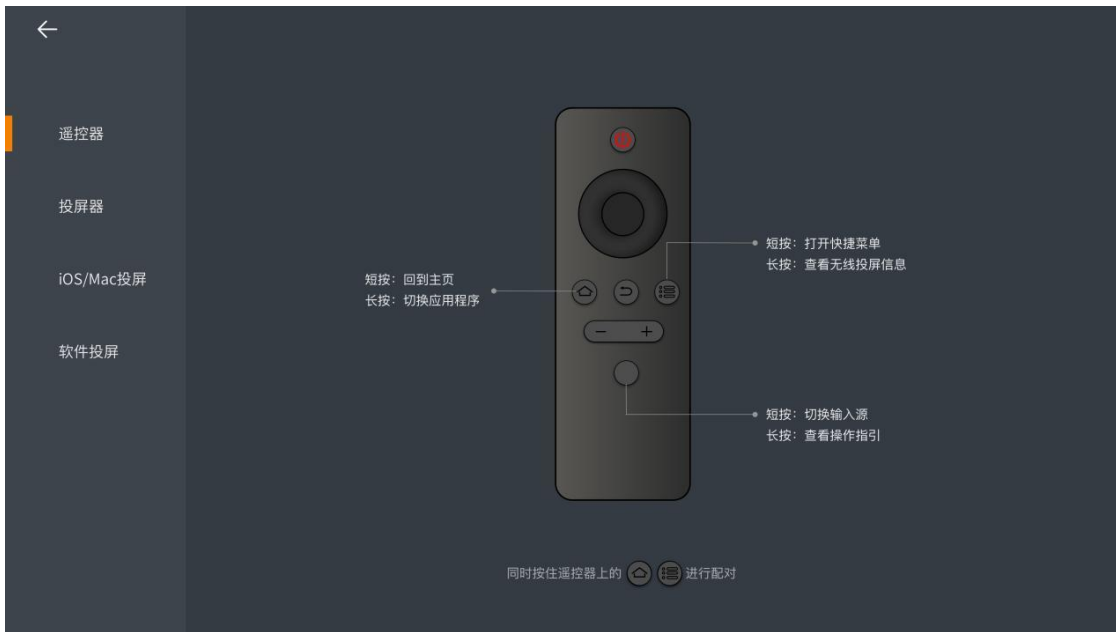 遥控器
投屏器
iOS/Mac投屏
软件投屏
短按：打开快捷菜单
长按：查看无线投屏信息
短按：回到主页
长按：切换应用程序
短按：切换输入源
长按：查看操作指引
同时按住遥控器上的 进行配对